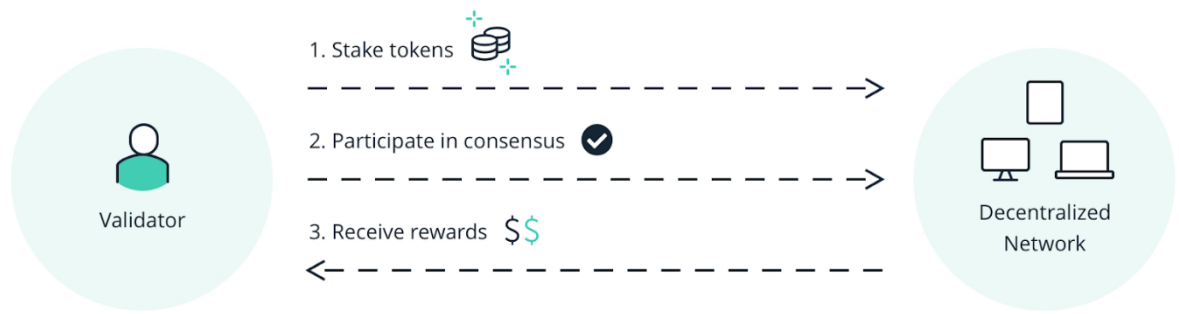 1. Stake tokens
2. Participate in consensus
3. Receive rewards $$
Validator
Decentralized
Network